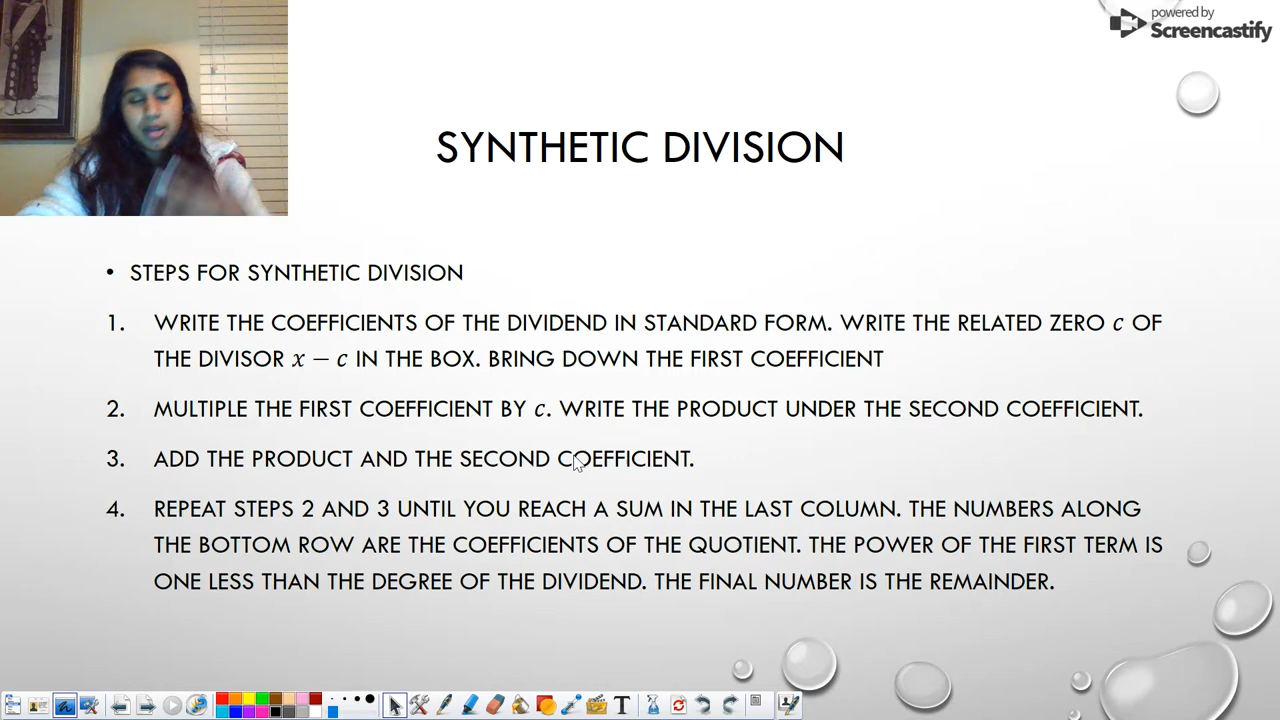 powered by
Screencastify
SYNTHETIC DIVISION
• STEPS FOR SYNTHETIC DIVISION
1. WRITE THE COEFFICIENTS OF THE DIVIDEND IN STANDARD FORM. WRITE THE RELATED ZERO c OF
THE DIVISOR x − c IN THE BOX. BRING DOWN THE FIRST COEFFICIENT
2. MULTIPLE THE FIRST COEFFICIENT BY c. WRITE THE PRODUCT UNDER THE SECOND COEFFICIENT.
3. ADD THE PRODUCT AND THE SECOND COEFFICIENT.
4. REPEAT STEPS 2 AND 3 UNTIL YOU REACH A SUM IN THE LAST COLUMN. THE NUMBERS ALONG
THE BOTTOM ROW ARE THE COEFFICIENTS OF THE QUOTIENT. THE POWER OF THE FIRST TERM IS
ONE LESS THAN THE DEGREE OF THE DIVIDEND. THE FINAL NUMBER IS THE REMAINDER.